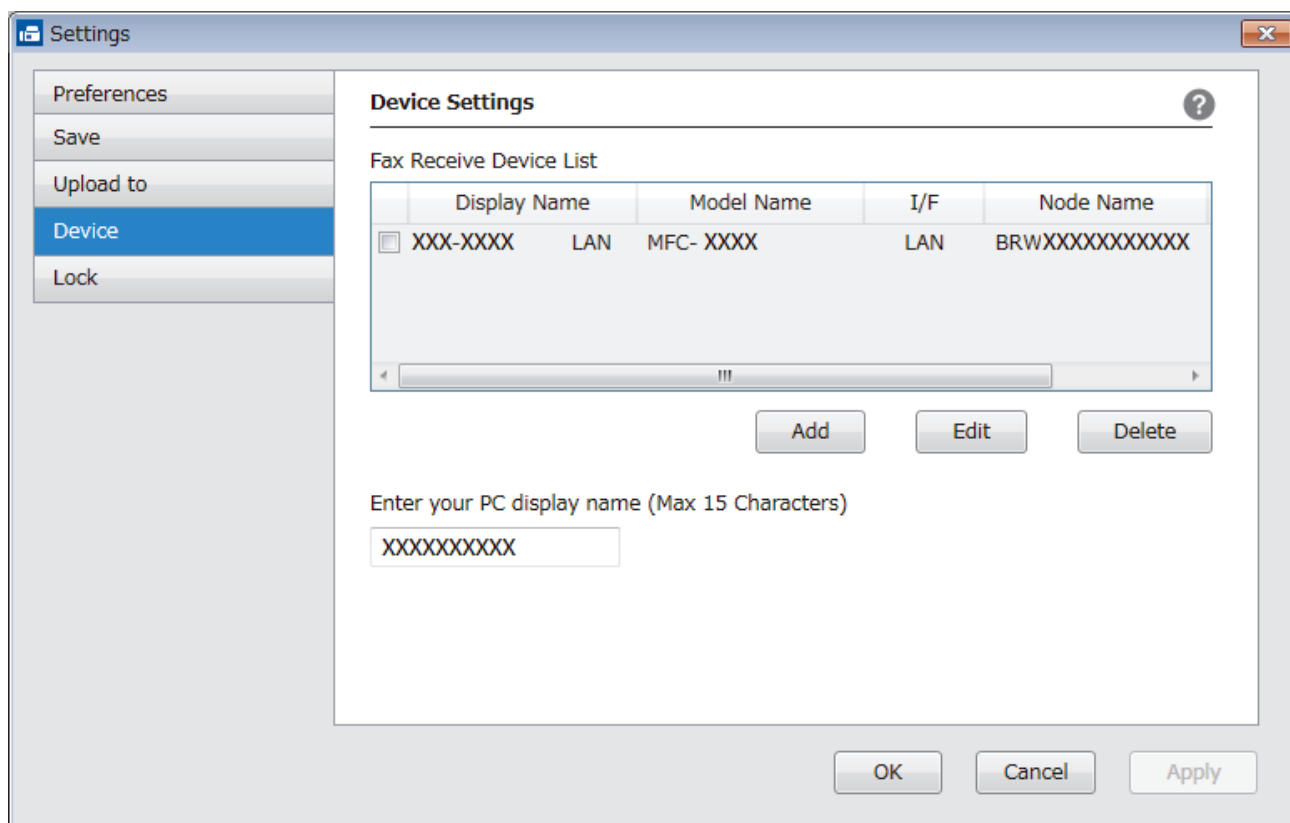 Settings
Preferences
Save
Upload to
Device
Lock
Device Settings
?
Fax Receive Device List
Display Name Model Name I/F Node Name
XXX-XXXX LAN MFC- XXXX LAN BRWXXXXXXXXXXX
Add Edit Delete
Enter your PC display name (Max 15 Characters)
XXXXXXXXXX
OK Cancel Apply